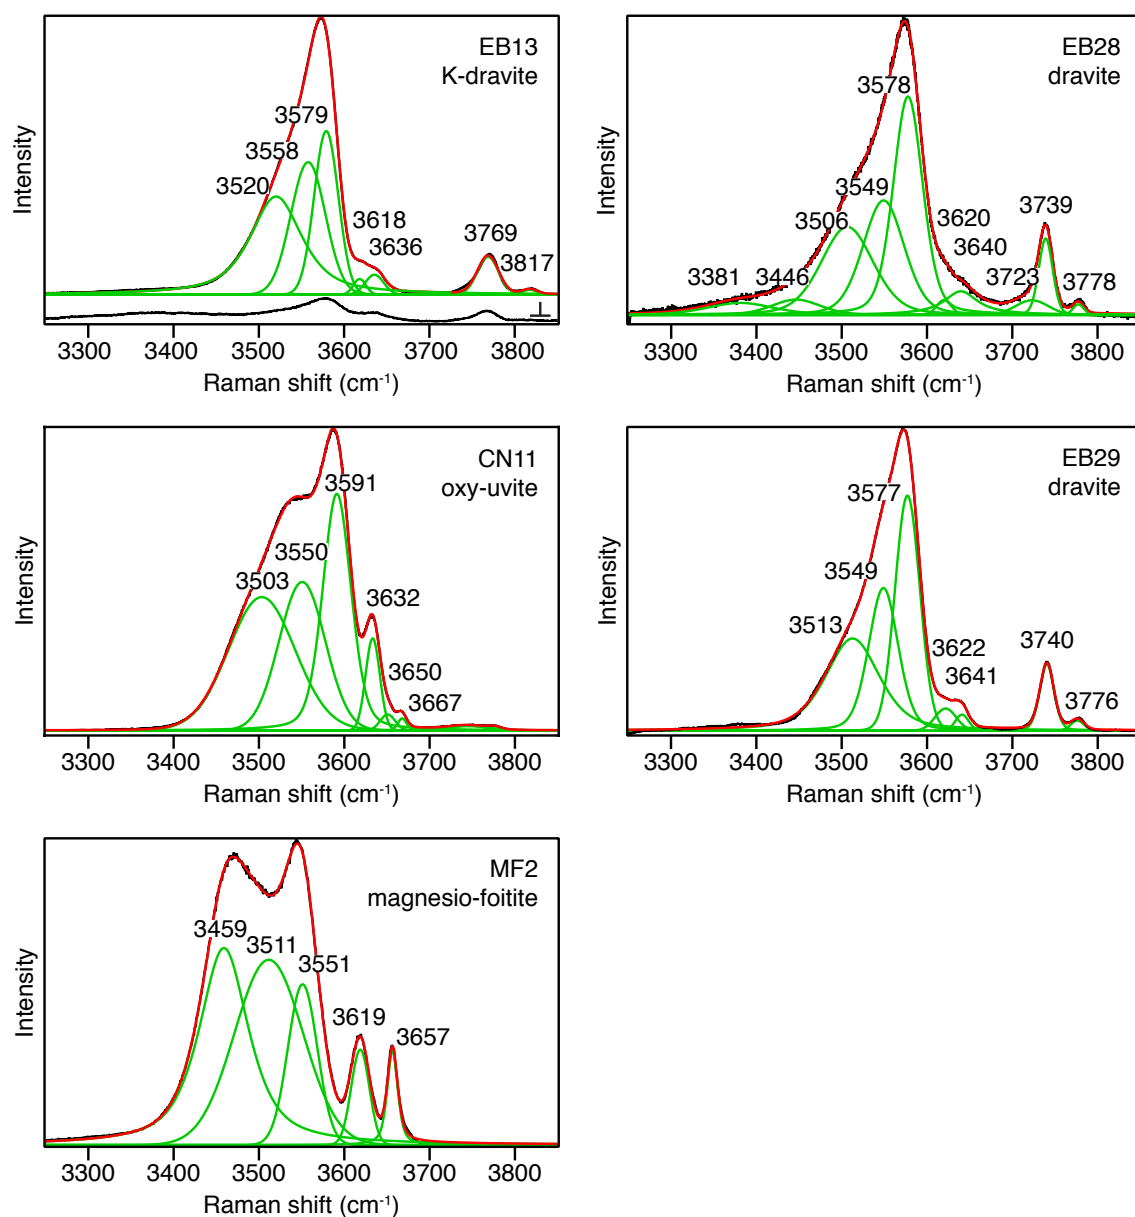 EB13
K-dravite
3579
3558
3520
3618
3636
3769
3817
⊥
Intensity
3300 3400 3500 3600 3700 3800
Raman shift (cm⁻¹)
EB28
dravite
3578
3549
3506
3620
3640
3739
3381
3446
3723
3778
Intensity
3300 3400 3500 3600 3700 3800
Raman shift (cm⁻¹)
CN11
oxy-uvite
3591
3550
3503
3632
3650
3667
Intensity
3300 3400 3500 3600 3700 3800
Raman shift (cm⁻¹)
EB29
dravite
3577
3549
3513
3622
3641
3740
3776
Intensity
3300 3400 3500 3600 3700 3800
Raman shift (cm⁻¹)
MF2
magnesio-foitite
3459
3511
3551
3619
3657
Intensity
3300 3400 3500 3600 3700 3800
Raman shift (cm⁻¹)